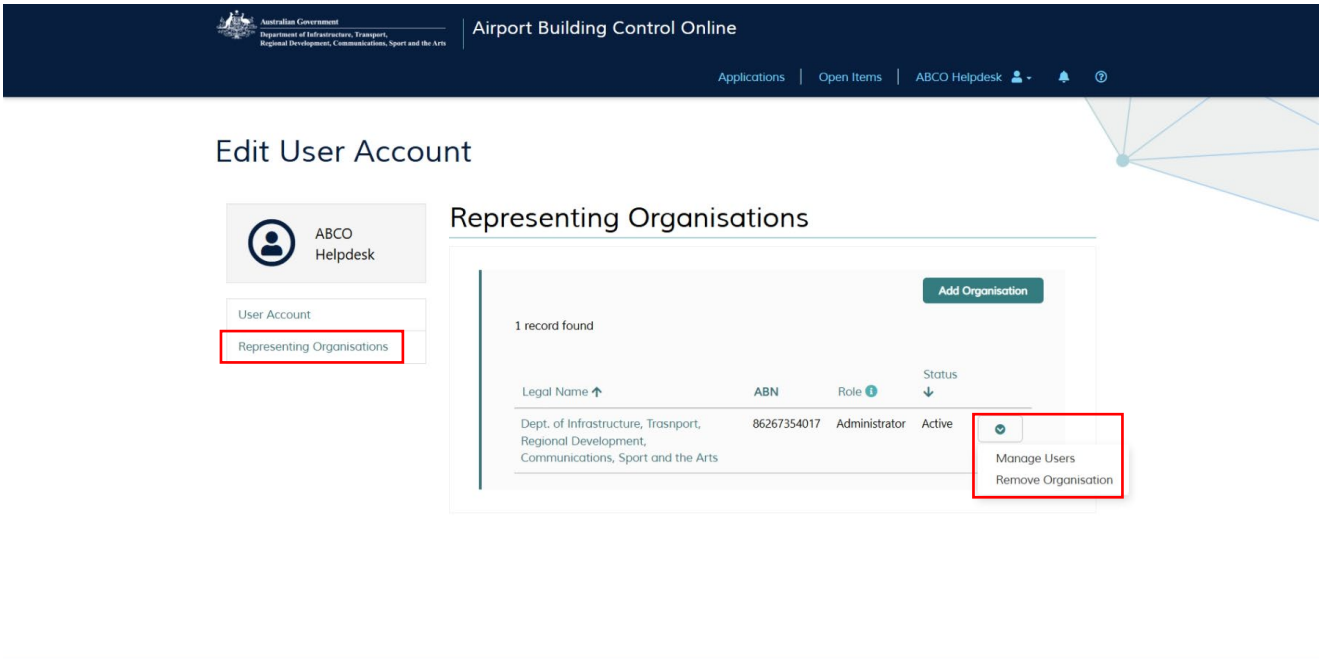 Australian Government
Department of Infrastructure, Transport,
Regional Development, Communications, Sport and the Arts
Airport Building Control Online
Applications
Open Items
ABCO Helpdesk
Edit User Account
ABCO
Helpdesk
User Account
Representing Organisations
Representing Organisations
Add Organisation
1 record found
Legal Name ABN Role Status
Dept. of Infrastructure, Trasnport, 86267354017 Administrator Active
Regional Development,
Communications, Sport and the Arts
Manage Users
Remove Organisation